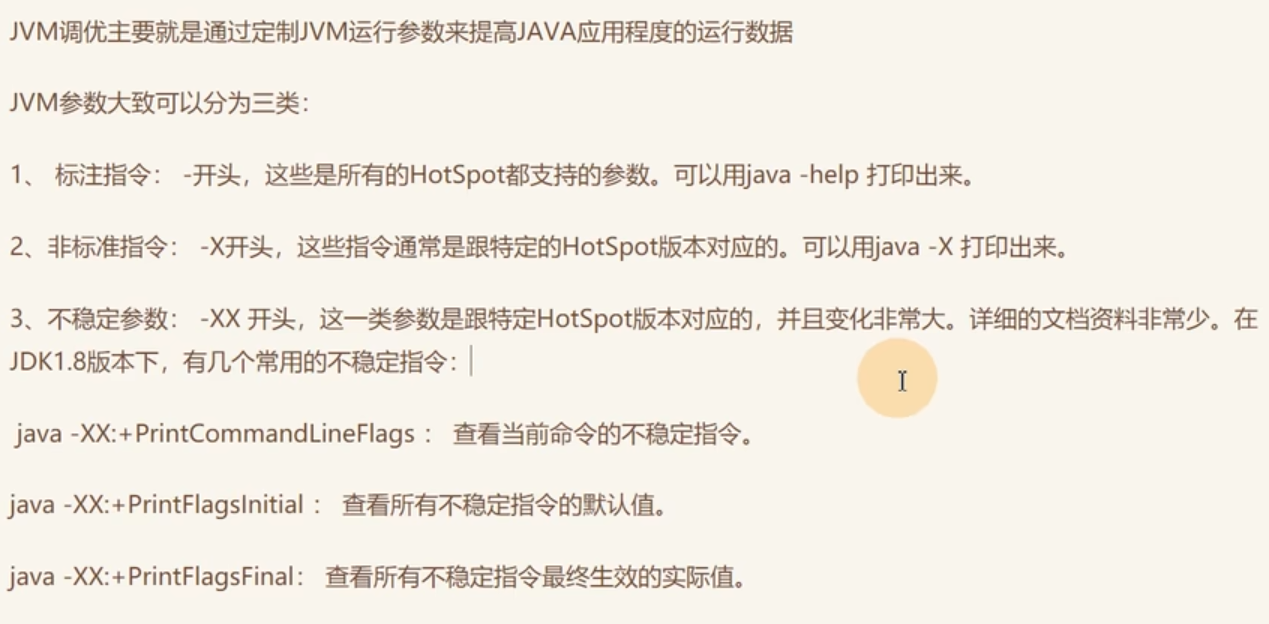 JVM调优主要就是通过定制JVM运行参数来提高JAVA应用程度的运行数据
JVM参数大致可以分为三类：
1、 标注指令： -开头，这些是所有的HotSpot都支持的参数。可以用java -help 打印出来。
2、非标准指令： -X开头，这些指令通常是跟特定的HotSpot版本对应的。可以用java -X 打印出来。
3、不稳定参数： -XX 开头，这一类参数是跟特定HotSpot版本对应的，并且变化非常大。详细的文档资料非常少。在
JDK1.8版本下，有几个常用的不稳定指令：
java -XX:+PrintCommandLineFlags ： 查看当前命令的不稳定指令。
java -XX:+PrintFlagsInitial ： 查看所有不稳定指令的默认值。
java -XX:+PrintFlagsFinal： 查看所有不稳定指令最终生效的实际值。